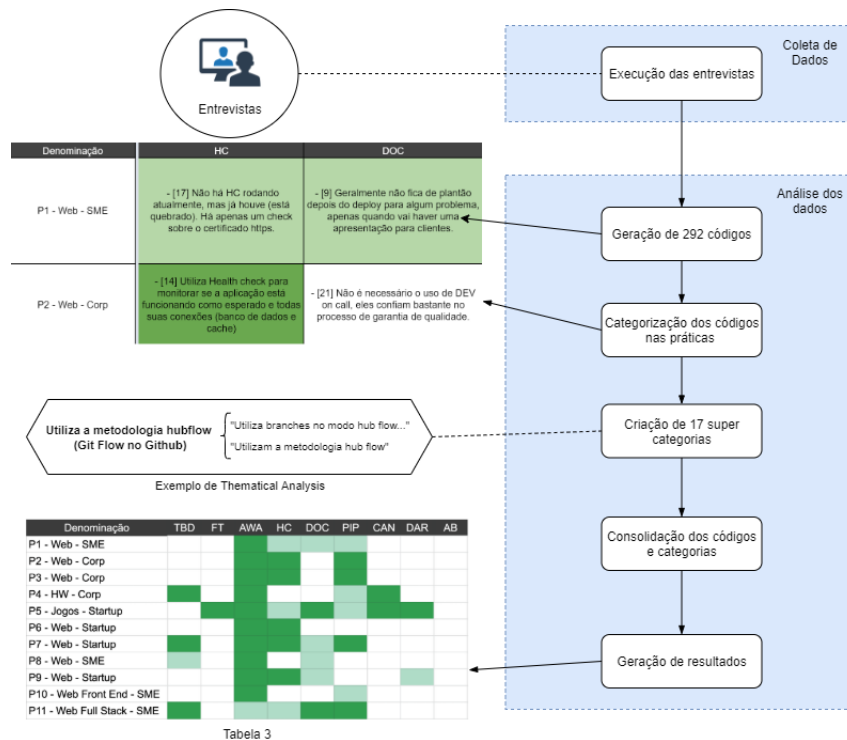 Entrevistas
Coleta de
Dados
Execução das entrevistas
Denominação HC DOC
P1 - Web - SME
- [17] Não há HC rodando
atualmente, mas já houve (está
quebrado). Há apenas um check
sobre o certificado https.
- [9] Geralmente não fica de plantão
depois do deploy para algum problema,
apenas quando vai haver uma
apresentação para clientes.
P2 - Web - Corp
- [14] Utiliza Health check para
monitorar se a aplicação está
funcionando como esperado e todas
suas conexões (banco de dados e
cache)
- [21] Não é necessário o uso de DEV
on call, eles confiam bastante no
processo de garantia de qualidade.
Análise dos
dados
Geração de 292 códigos
Categorização dos códigos
nas práticas
Utiliza a metodologia hubflow
(Git Flow no Github)
"Utiliza branches no modo hub flow..."
"Utilizam a metodologia hub flow"
Exemplo de Thematical Analysis
Criação de 17 super
categorias
Consolidação dos códigos
e categorias
Geração de resultados
Denominação TBD FT AWA HC DOC PIP CAN DAR AB
P1 - Web - SME
P2 - Web - Corp
P3 - Web - Corp
P4 - HW - Corp
P5 - Jogos - Startup
P6 - Web - Startup
P7 - Web - Startup
P8 - Web - SME
P9 - Web - Startup
P10 - Web Front End - SME
P11 - Web Full Stack - SME
Tabela 3